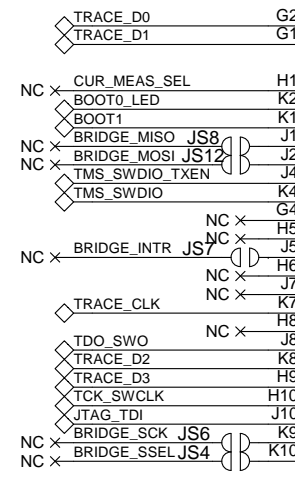 TRACE_D0 G2
TRACE_D1 G1
NC CUR_MEAS_SEL H1
BOOT0_LED K2
BOOT1 K1
NC BRIDGE_MISO JS8 J1
NC BRIDGE_MOSI JS12 J2
TMS_SWDIO_TXEN J4
TMS_SWDIO K4
NC G4
NC H5
NC BRIDGE_INTR JS7 J5
NC H6
NC J7
TRACE_CLK K7
NC H8
TDO_SWO J8
TRACE_D2 K8
TRACE_D3 H9
TCK_SWCLK H10
JTAG_TDI J10
NC BRIDGE_SCK JS6 K9
NC BRIDGE_SSEL JS4 K10